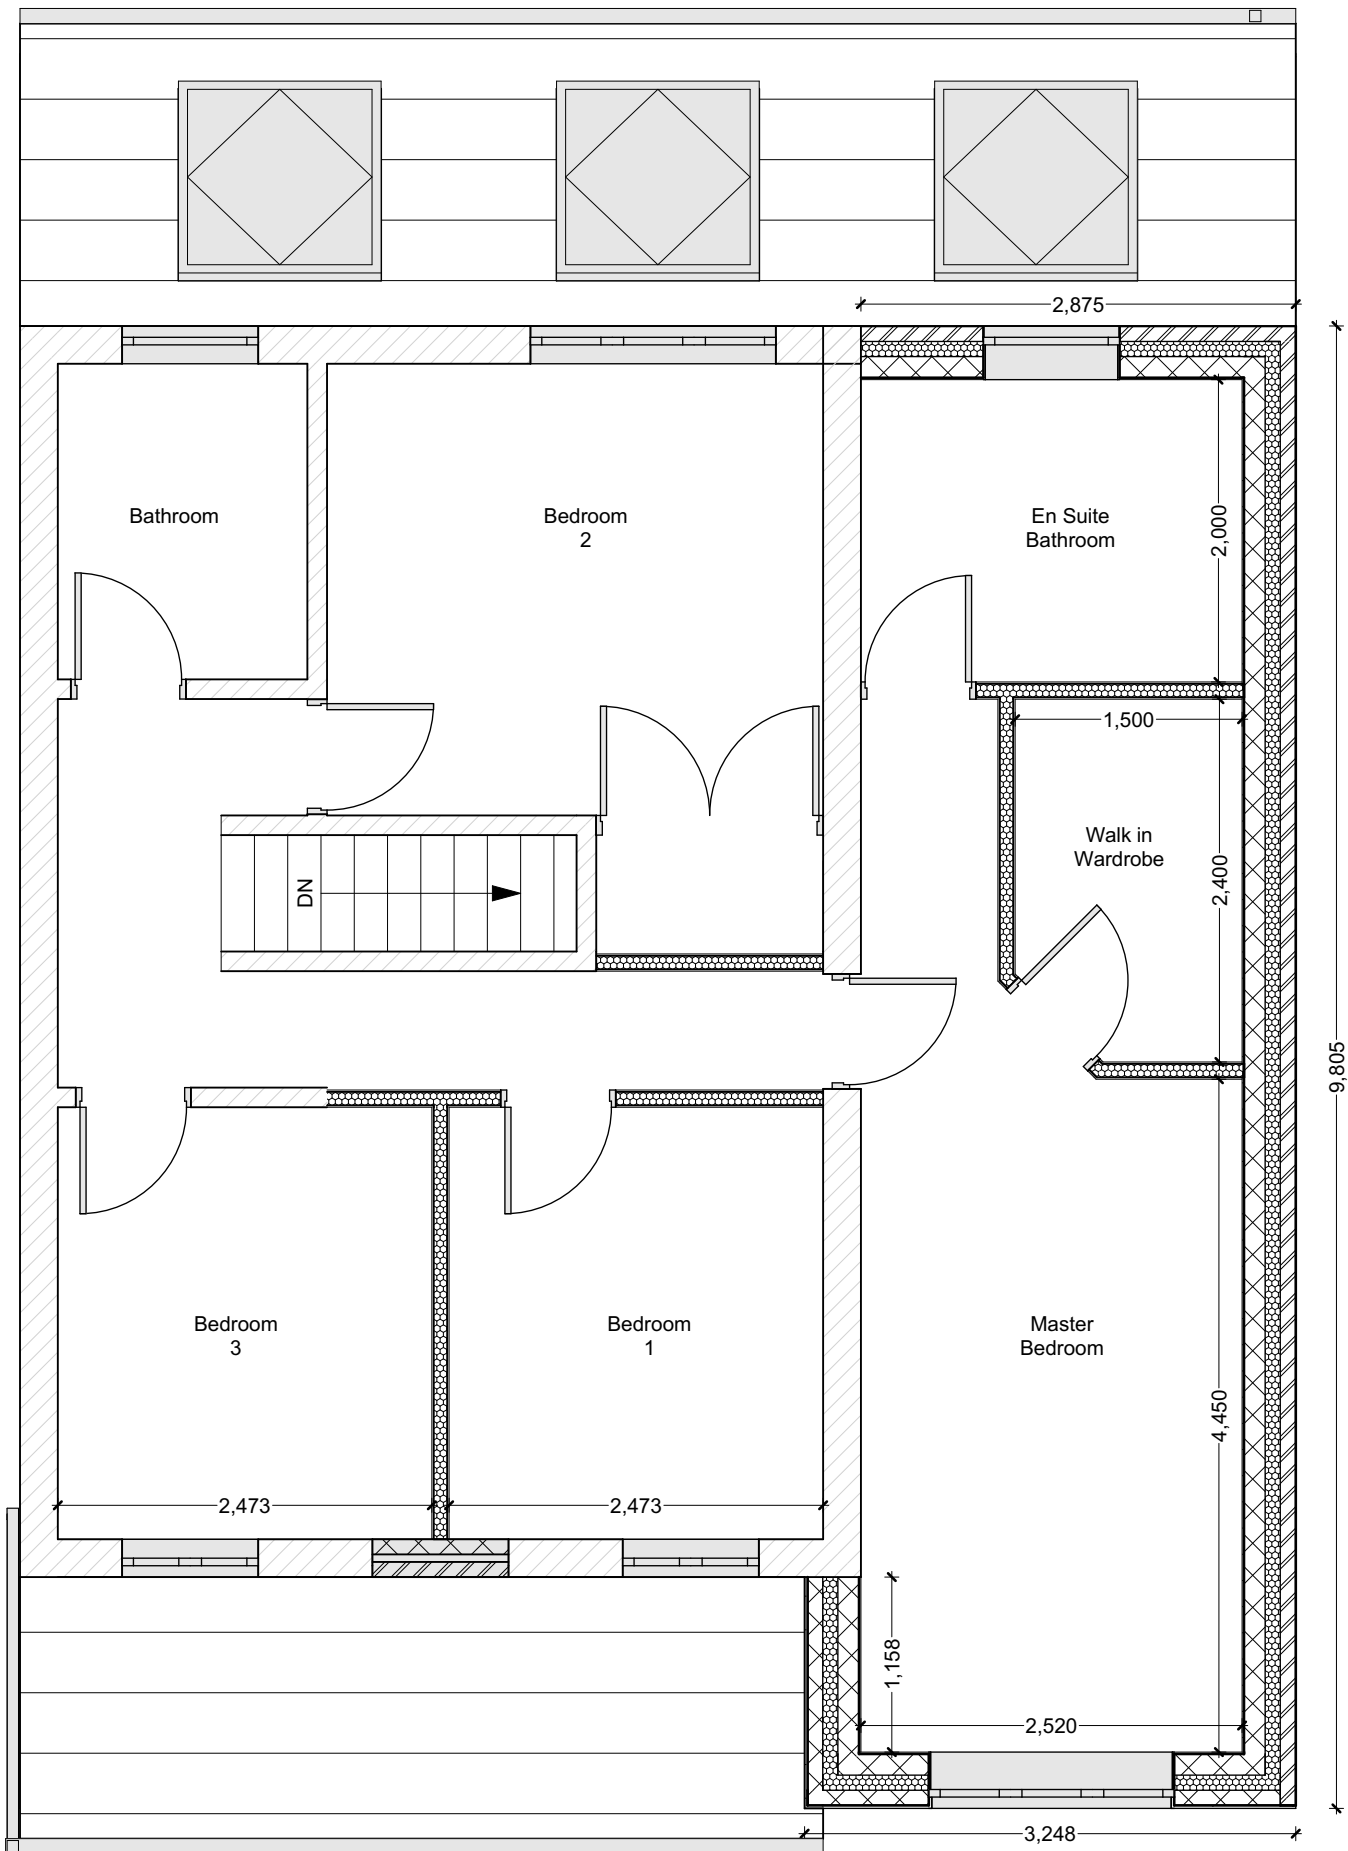 2,875
Bathroom
Bedroom
2
En Suite
Bathroom
2,000
1,500
Walk in
Wardrobe
DN
2,400
9,805
Bedroom
3
Bedroom
1
Master
Bedroom
4,450
2,473
2,473
1,158
2,520
3,248